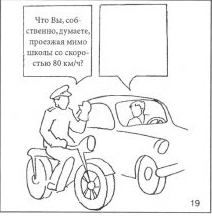 Что Вы, соб-
ственно, думаете,
проезжая мимо
школы со скоро-
стью 80 км/ч?
19